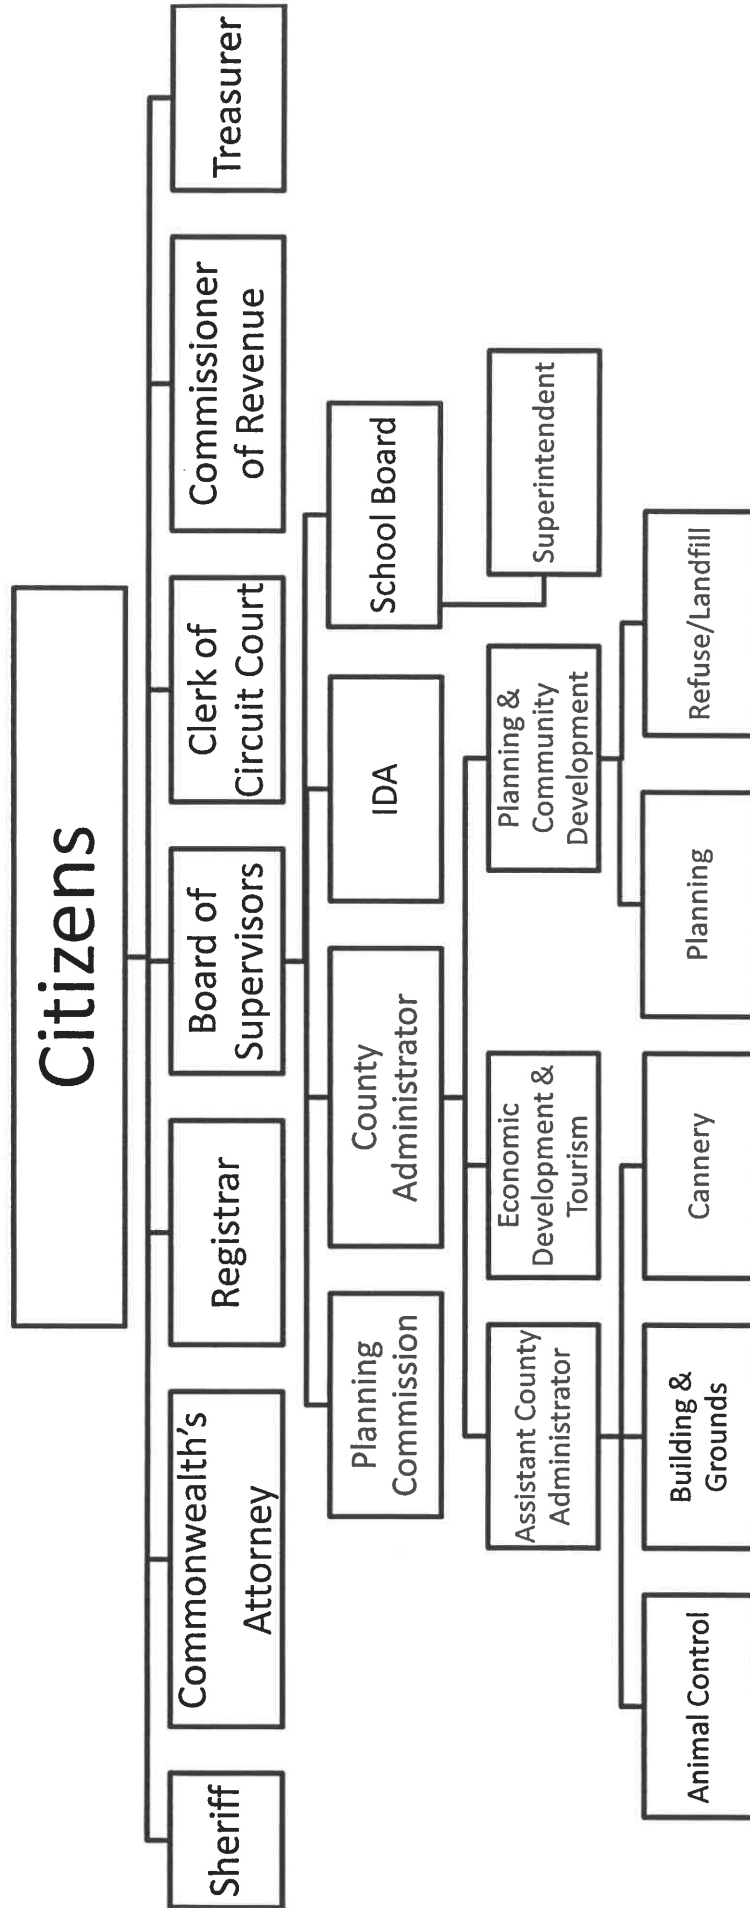 Citizens
Sheriff
Commonwealth's
Attorney
Registrar
Board of
Supervisors
Clerk of
Circuit Court
Commissioner
of Revenue
Treasurer
Planning
Commission
County
Administrator
IDA
School Board
Assistant County
Administrator
Economic
Development &
Tourism
Planning &
Community
Development
Superintendent
Animal Control
Building &
Grounds
Cannery
Planning
Refuse/Landfill